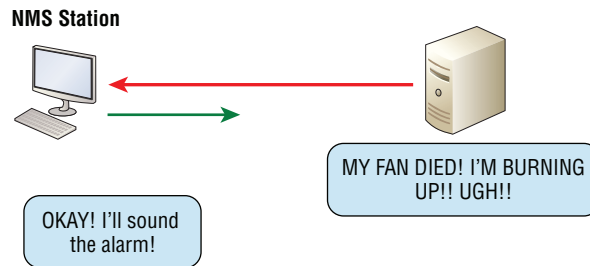 NMS Station
MY FAN DIED! I'M BURNING
UP!! UGH!!
OKAY! I'll sound
the alarm!